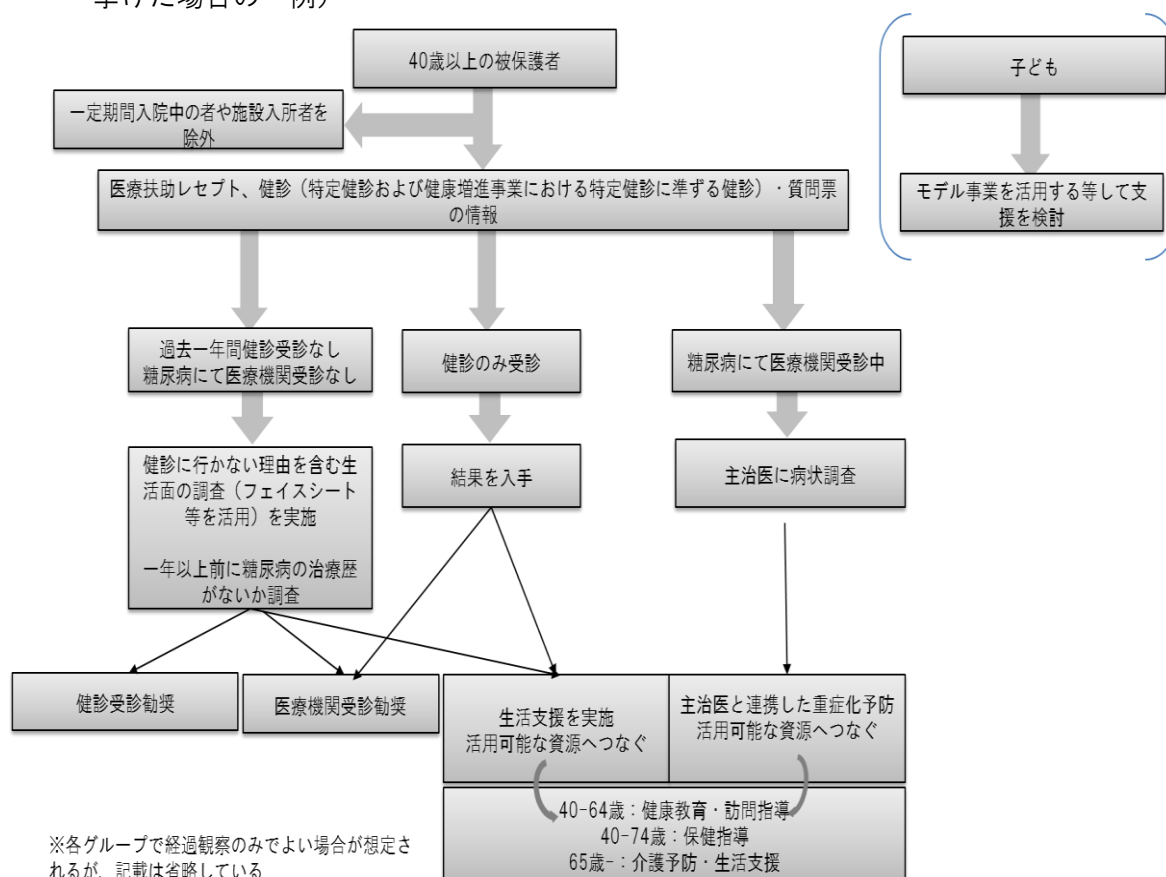 挙げた場合の一例）
40歳以上の被保護者
一定期間入院中の者や施設入所者を
除外
医療扶助レセプト、健診（特定健診および健康増進事業における特定健診に準ずる健診）・質問票
の情報
子ども
モデル事業を活用する等して支
援を検討
過去一年間健診受診なし
糖尿病にて医療機関受診なし
健診のみ受診
糖尿病にて医療機関受診中
健診に行かない理由を含む生
活面の調査（フェイスシート
等を活用）を実施
一年以上前に糖尿病の治療歴
がないか調査
結果を入手
主治医に病状調査
健診受診勧奨
医療機関受診勧奨
生活支援を実施
活用可能な資源へつなぐ
主治医と連携した重症化予防
活用可能な資源へつなぐ
40-64歳：健康教育・訪問指導
40-74歳：保健指導
65歳-：介護予防・生活支援
※各グループで経過観察のみでよい場合が想定さ
れるが、記載は省略している